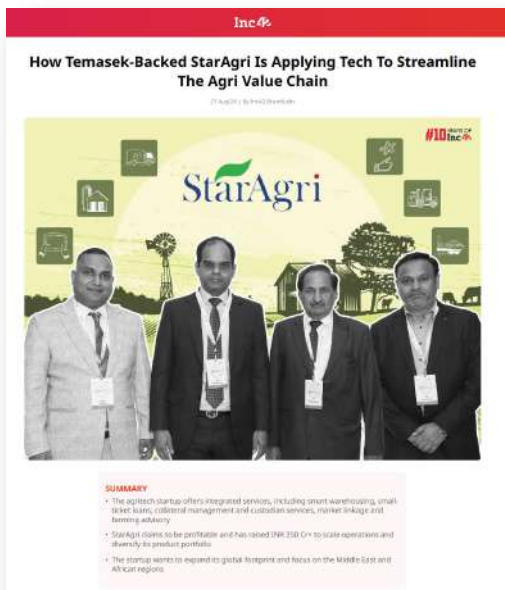 Inc42
How Temasek-Backed StarAgri Is Applying Tech To Streamline
The Agri Value Chain
#10 YEARS OF
Inc42
StarAgri
SUMMARY
• The agritech startup offers integrated services, including smart warehousing, small-
ticket loans, collateral management and custodian services, market linkage and
farming advisory
• StarAgri claims to be profitable and has raised INR 350 Cr+ to scale operations and
diversify its product portfolio
• The startup wants to expand its global footprint and focus on the Middle East and
African regions